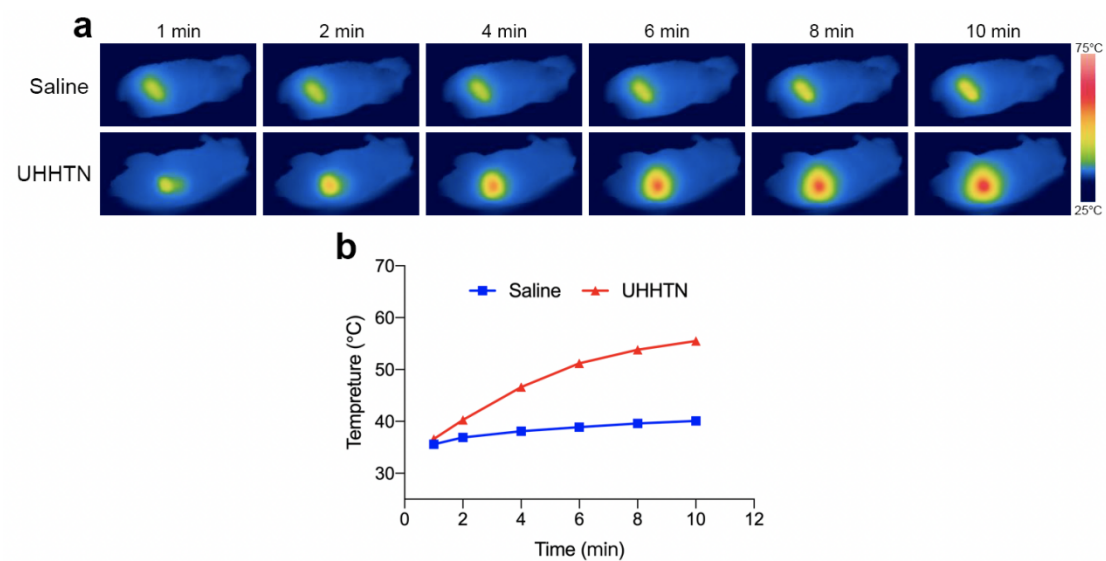 a
1 min 2 min 4 min 6 min 8 min 10 min
75°C
Saline
UHHTN
25°C
b
70
Saline UHHTN
60
50
40
30
Tempreture (°C)
0 2 4 6 8 10 12
Time (min)